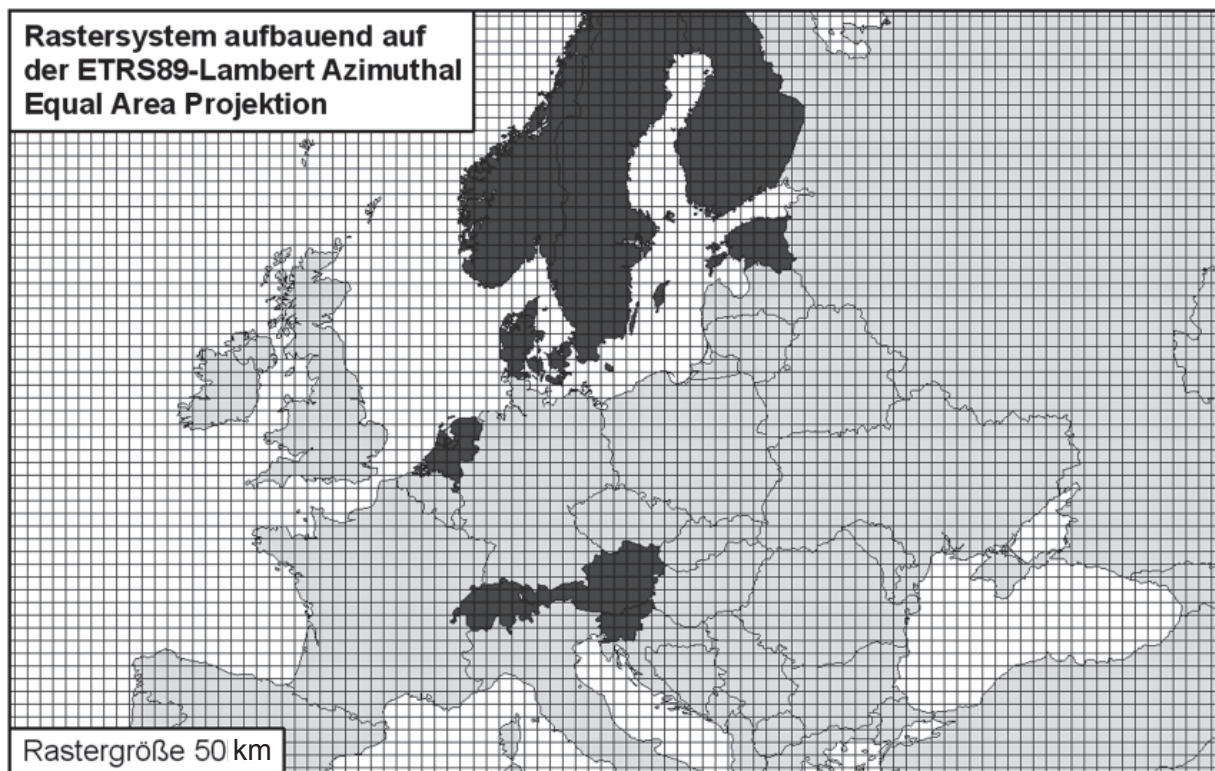 Rastersystem aufbauend auf
der ETRS89-Lambert Azimuthal
Equal Area Projektion
Rastergröße 50 km